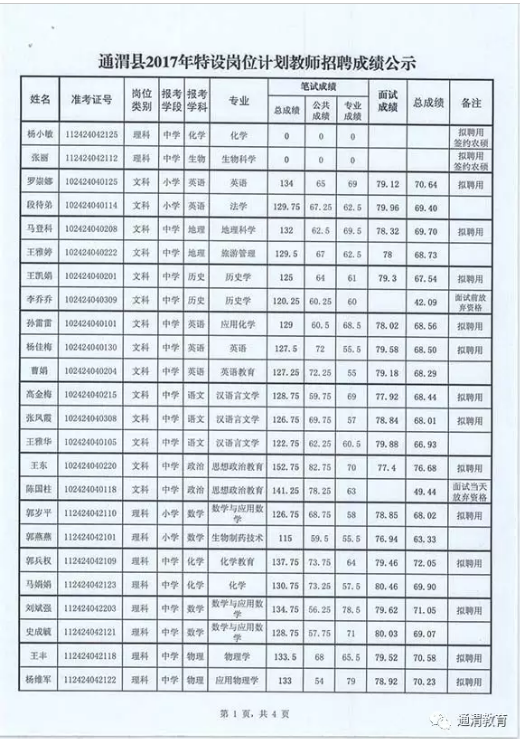 通渭县2017年特设岗位计划教师招聘成绩公示
姓名 准考证号 岗位类别 报考学段 报考学科 专业 笔试成绩 总成绩 公共成绩 专业成绩 面试成绩 总成绩 备注
杨小敏 112424042125 理科 中学 化学 化学 0 0 0 拟聘用签约农硕
张丽 112424042112 理科 中学 生物 生物科学 0 0 0 拟聘用签约农硕
罗崇娜 102424040125 文科 小学 英语 英语 134 65 69 79.12 70.64 拟聘用
段待弟 102424040114 文科 小学 英语 法学 129.75 67.25 62.5 79.96 69.40
马登科 102424040208 文科 中学 地理 地理科学 132 62.5 69.5 78.32 69.70 拟聘用
王雅婷 102424040222 文科 中学 地理 旅游管理 129.5 67 62.5 78 68.73
王凯娟 102424040201 文科 中学 历史 历史学 125 64 61 79.3 67.54 拟聘用
李乔乔 102424040309 文科 中学 历史 历史学 120.25 60.25 60 42.09 面试前放弃资格
孙雷雷 102424040101 文科 中学 英语 应用化学 129 60.5 68.5 78.02 68.56 拟聘用
杨佳梅 102424040130 文科 中学 英语 英语 127.5 72 55.5 79.58 68.50 拟聘用
曹娟 102424040204 文科 中学 英语 英语教育 127.25 72.25 55 79.18 68.29
高金梅 102424040215 文科 中学 语文 汉语言文学 128.75 59.75 69 77.92 68.44 拟聘用
张凤霞 102424040308 文科 中学 语文 汉语言文学 126.75 69.75 57 78.84 68.01 拟聘用
王雅华 102424040105 文科 中学 语文 汉语言文学 122.75 62.25 60.5 79.88 66.93
王东 102424040220 文科 中学 政治 思想政治教育 152.75 82.75 70 77.4 76.68 拟聘用
陈国柱 102424040118 文科 中学 政治 思想政治教育 141.25 78.25 63 49.44 面试当天放弃资格
郭岁平 112424042110 理科 小学 数学 数学与应用数学 126.75 68.75 58 78.85 68.02 拟聘用
郭燕燕 112424042101 理科 小学 数学 生物制药技术 115 59.5 55.5 76.94 63.33
郭兵权 112424042109 理科 中学 化学 化学教育 137.75 73.75 64 79.46 72.05 拟聘用
马娟娟 112424042123 理科 中学 化学 化学 130.75 73.25 57.5 80.46 69.90
刘斌强 112424042203 理科 中学 数学 数学与应用数学 134.75 56.25 78.5 79.62 71.05 拟聘用
史成毓 112424042121 理科 中学 数学 数学与应用数学 128.75 57.75 71 80.03 69.07
王丰 112424042118 理科 中学 物理 物理学 133.5 68 65.5 79.52 70.58 拟聘用
杨维军 112424042122 理科 中学 物理 应用物理学 133 54 79 78.92 70.23 拟聘用
第 1 页，共 4 页
通渭教育